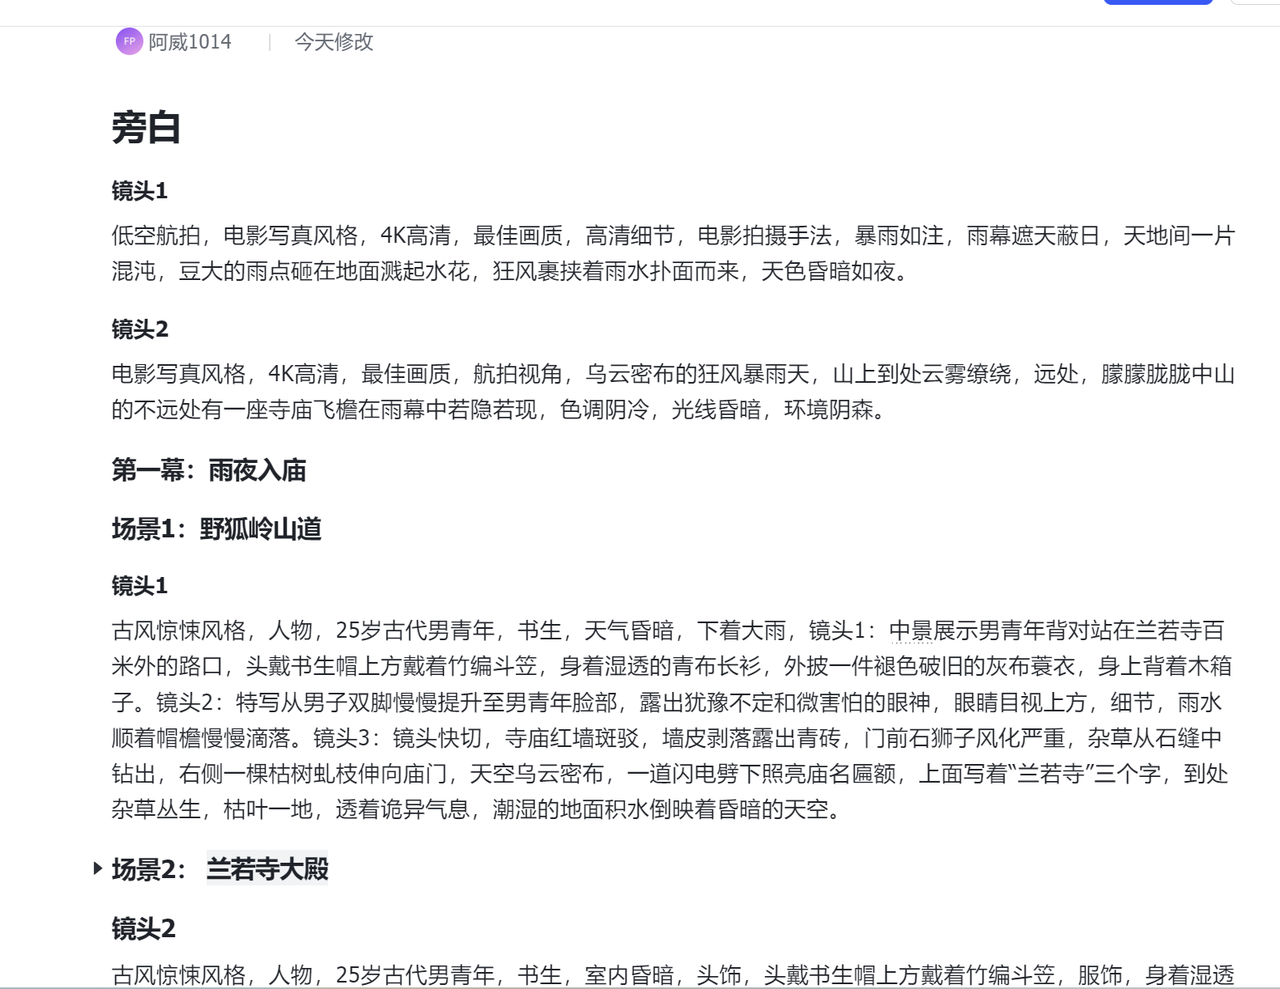 FP 阿威1014 今天修改
旁白
镜头1
低空航拍，电影写真风格，4K高清，最佳画质，高清细节，电影拍摄手法，暴雨如注，雨幕遮天蔽日，天地间一片
混沌，豆大的雨点砸在地面溅起水花，狂风裹挟着雨水扑面而来，天色昏暗如夜。
镜头2
电影写真风格，4K高清，最佳画质，航拍视角，乌云密布的狂风暴雨天，山上到处云雾缭绕，远处，朦朦胧胧中山
的不远处有一座寺庙飞檐在雨幕中若隐若现，色调阴冷，光线昏暗，环境阴森。
第一幕：雨夜入庙
场景1：野狐岭山道
镜头1
古风惊悚风格，人物，25岁古代男青年，书生，天气昏暗，下着大雨，镜头1：中景展示男青年背对站在兰若寺百
米外的路口，头戴书生帽上方戴着竹编斗笠，身着湿透的青布长衫，外披一件褪色破旧的灰布蓑衣，身上背着木箱
子。镜头2：特写从男子双脚慢慢提升至男青年脸部，露出犹豫不定和微害怕的眼神，眼睛目视上方，细节，雨水
顺着帽檐慢慢滴落。镜头3：镜头快切，寺庙红墙斑驳，墙皮剥落露出青砖，门前石狮子风化严重，杂草从石缝中
钻出，右侧一棵枯树虬枝伸向庙门，天空乌云密布，一道闪电劈下照亮庙名匾额，上面写着“兰若寺”三个字，到处
杂草丛生，枯叶一地，透着诡异气息，潮湿的地面积水倒映着昏暗的天空。
场景2： 兰若寺大殿
镜头2
古风惊悚风格，人物，25岁古代男青年，书生，室内昏暗，头饰，头戴书生帽上方戴着竹编斗笠，服饰，身着湿透